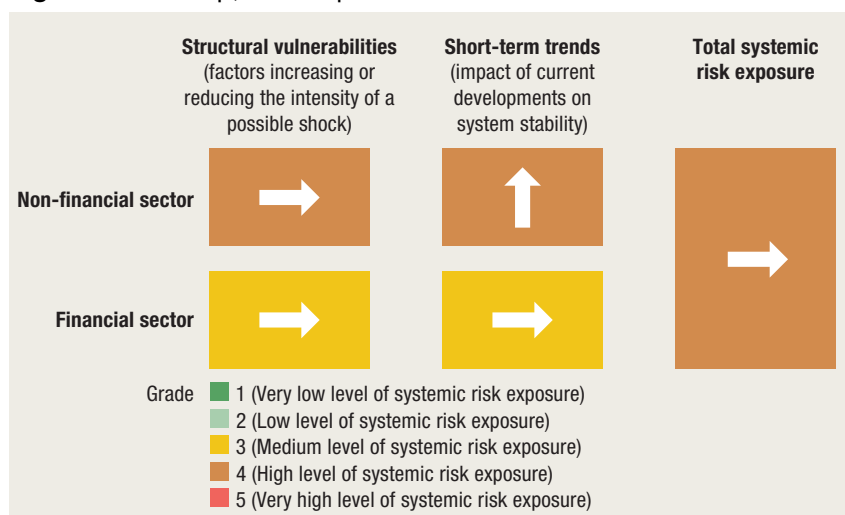 Structural vulnerabilities
(factors increasing or
reducing the intensity of a
possible shock)
Short-term trends
(impact of current
developments on
system stability)
Total systemic
risk exposure
Non-financial sector
Financial sector
Grade
1 (Very low level of systemic risk exposure)
2 (Low level of systemic risk exposure)
3 (Medium level of systemic risk exposure)
4 (High level of systemic risk exposure)
5 (Very high level of systemic risk exposure)